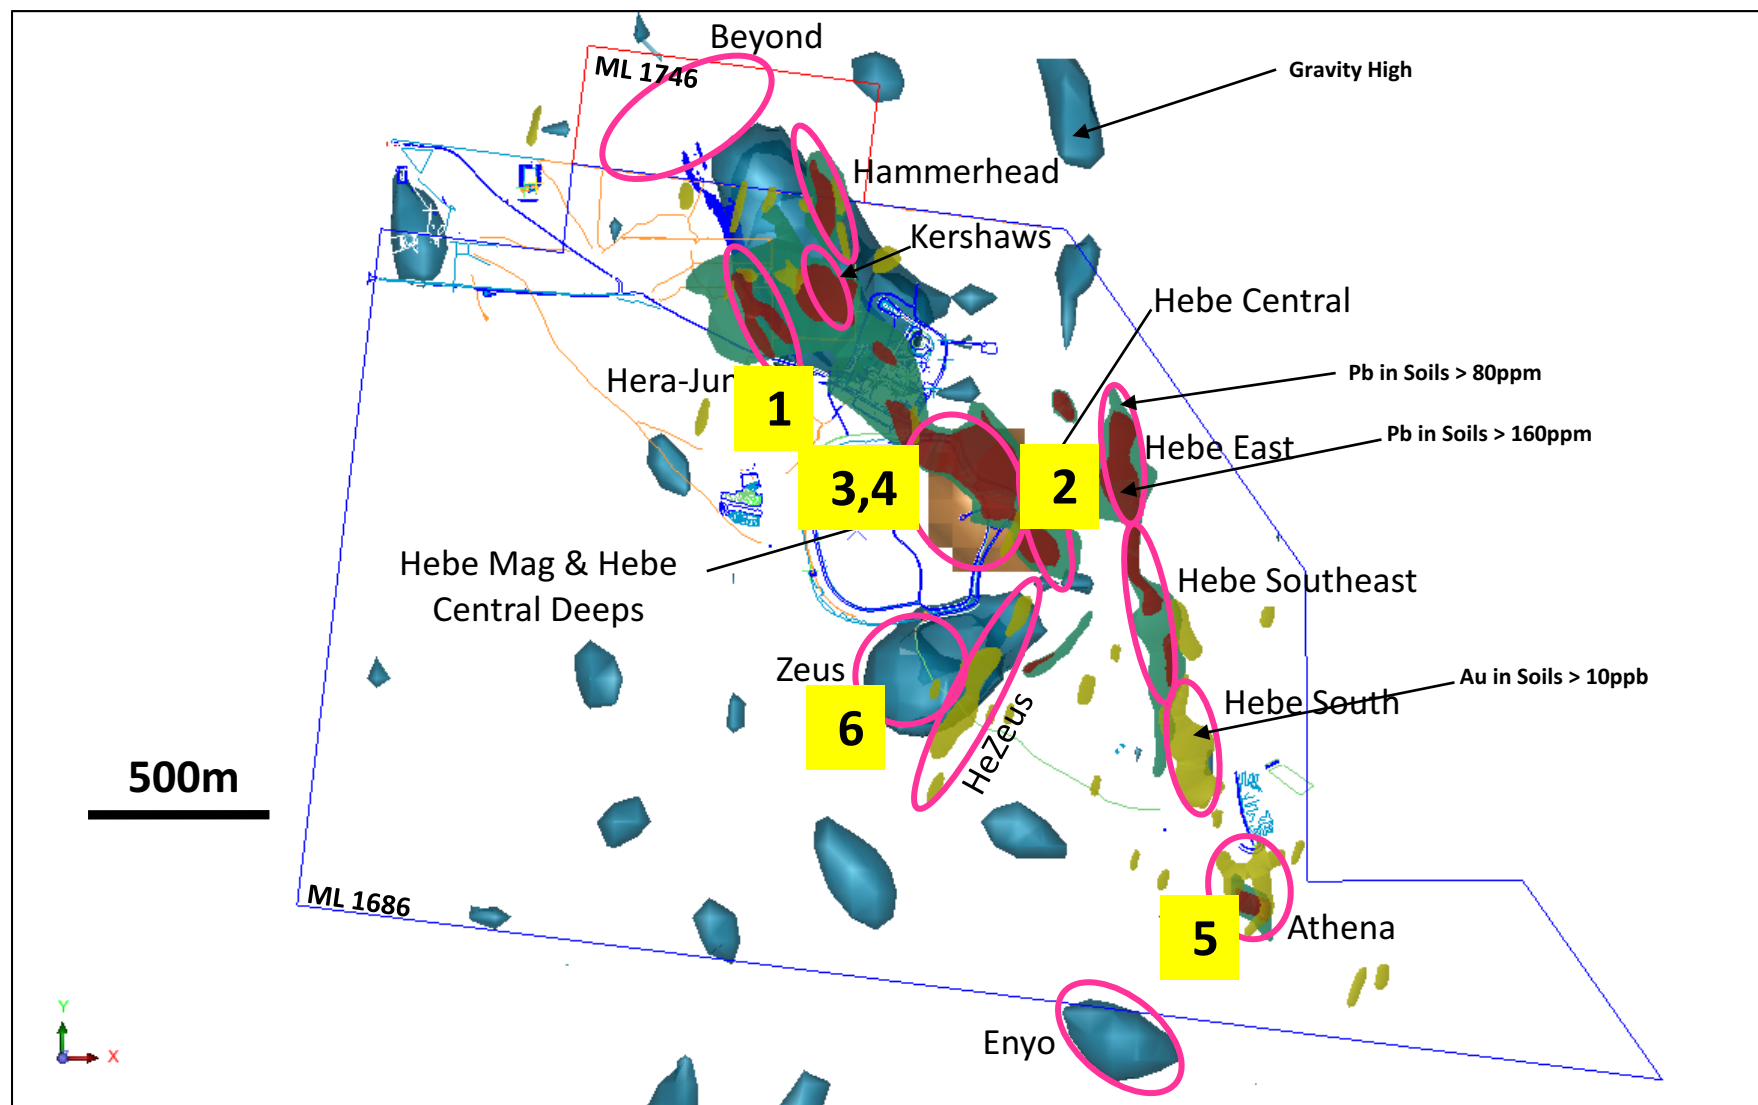 Beyond
ML 1746
Gravity High
Hammerhead
Kershaws
Hebe Central
Pb in Soils > 80ppm
Hera-Jun
1
Pb in Soils > 160ppm
Hebe East
3,4
2
Hebe Mag & Hebe
Central Deeps
Hebe Southeast
Zeus
Au in Soils > 10ppb
Hebe South
6
HeZeus
500m
ML 1686
5
Athena
Enyo
Y
X